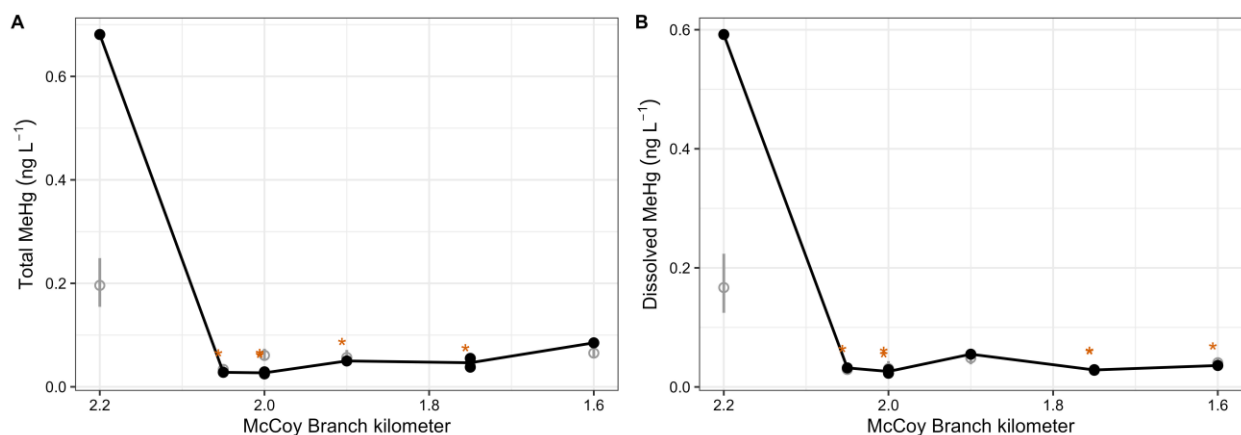 A
Total MeHg (ng L⁻¹)
0.6
0.4
0.2
0.0
* * * * *
2.2 2.0 1.8 1.6
McCoy Branch kilometer
B
Dissolved MeHg (ng L⁻¹)
0.6
0.4
0.2
0.0
* * * * * *
2.2 2.0 1.8 1.6
McCoy Branch kilometer